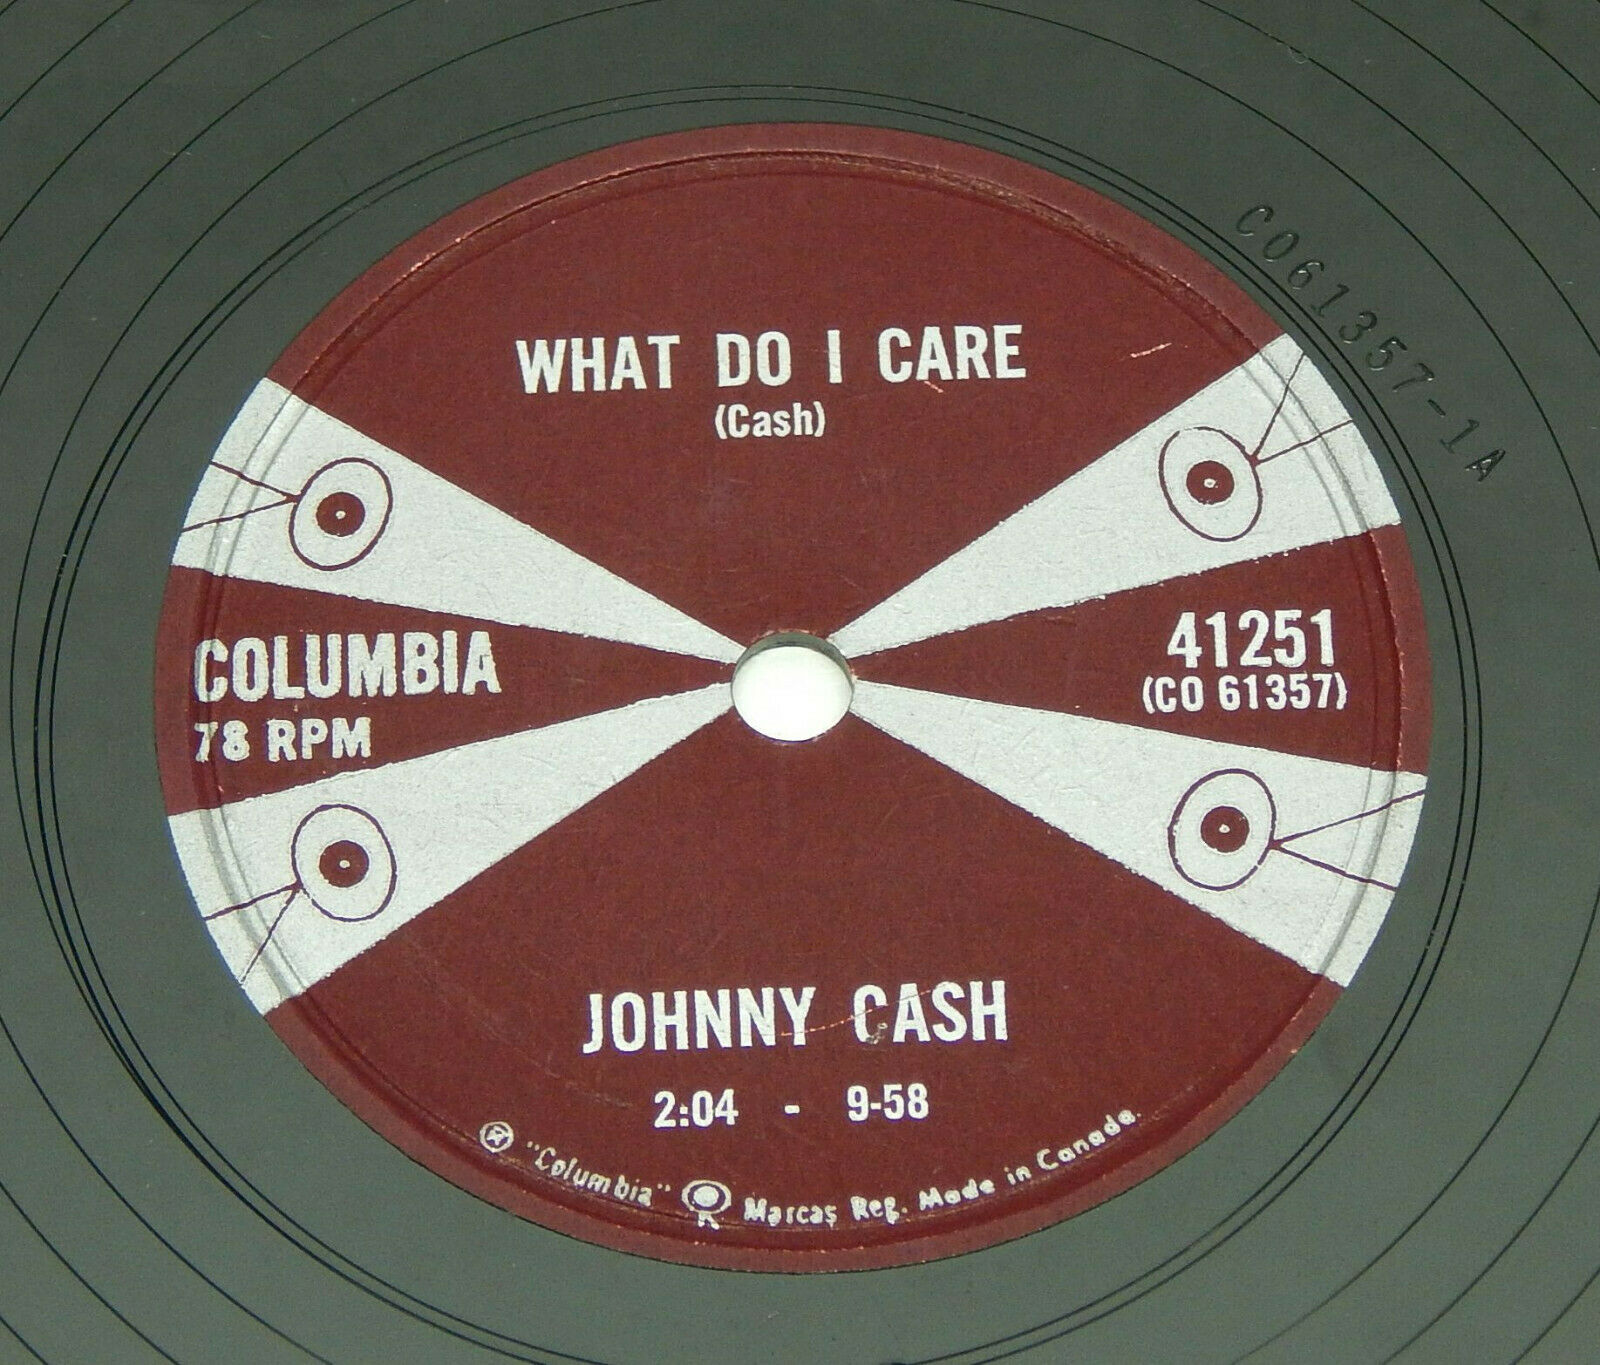 WHAT DO I CARE
(Cash)
CO61357-1A
COLUMBIA
78 RPM
41251
(CO 61357)
JOHNNY CASH
2:04 - 9-58
® "Columbia" Marcas Reg. Made in Canada.